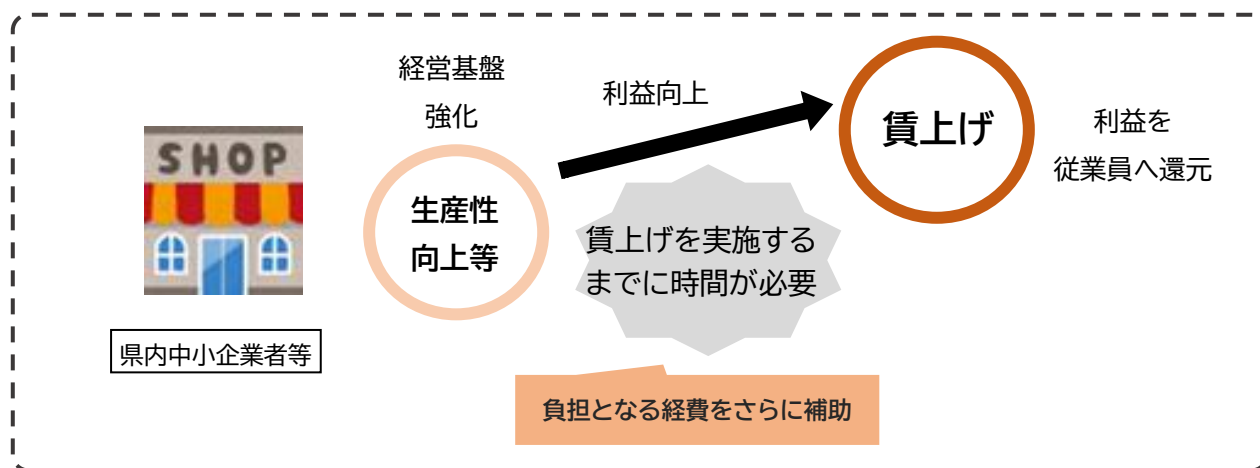 経営基盤
強化
利益向上
賃上げ
利益を
従業員へ還元
SHOP
生産性
向上等
賃上げを実施する
までに時間が必要
県内中小企業者等
負担となる経費をさらに補助